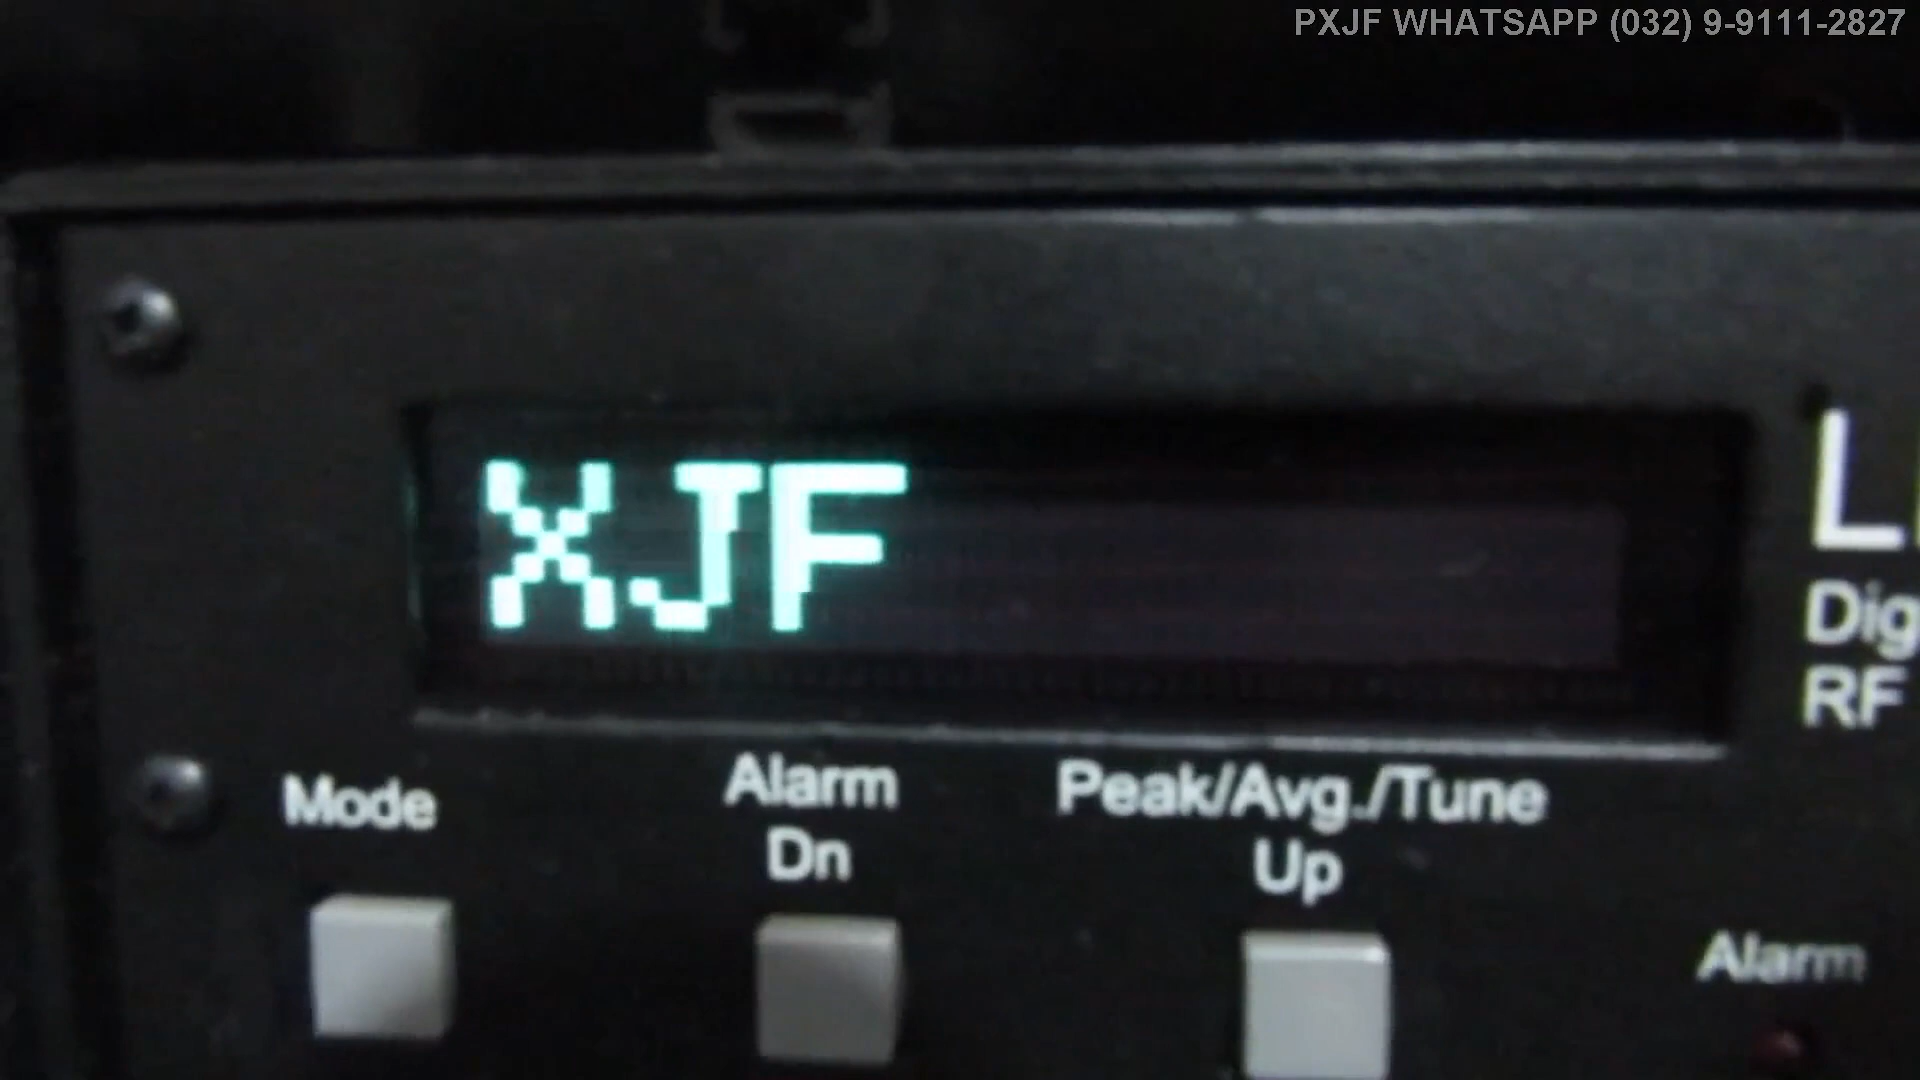 PXJF WHATSAPP (032) 9-9111-2827
XJF
Dig
RF
Mode
Alarm
Dn
Peak/Avg./Tune
Up
Alarm